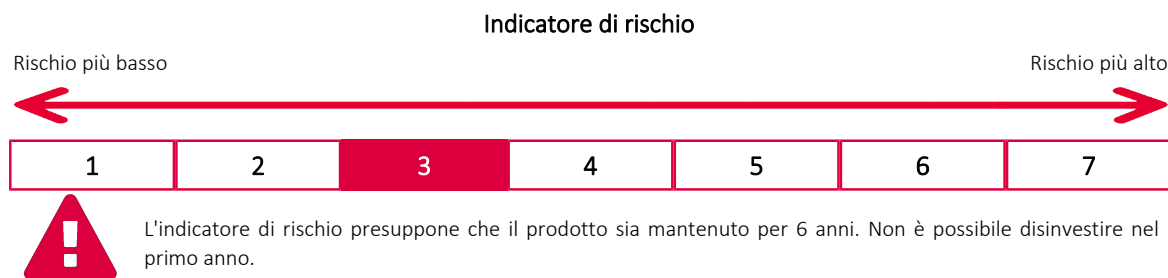 Indicatore di rischio
Rischio più basso Rischio più alto
1 2 3 4 5 6 7
L'indicatore di rischio presuppone che il prodotto sia mantenuto per 6 anni. Non è possibile disinvestire nel
primo anno.